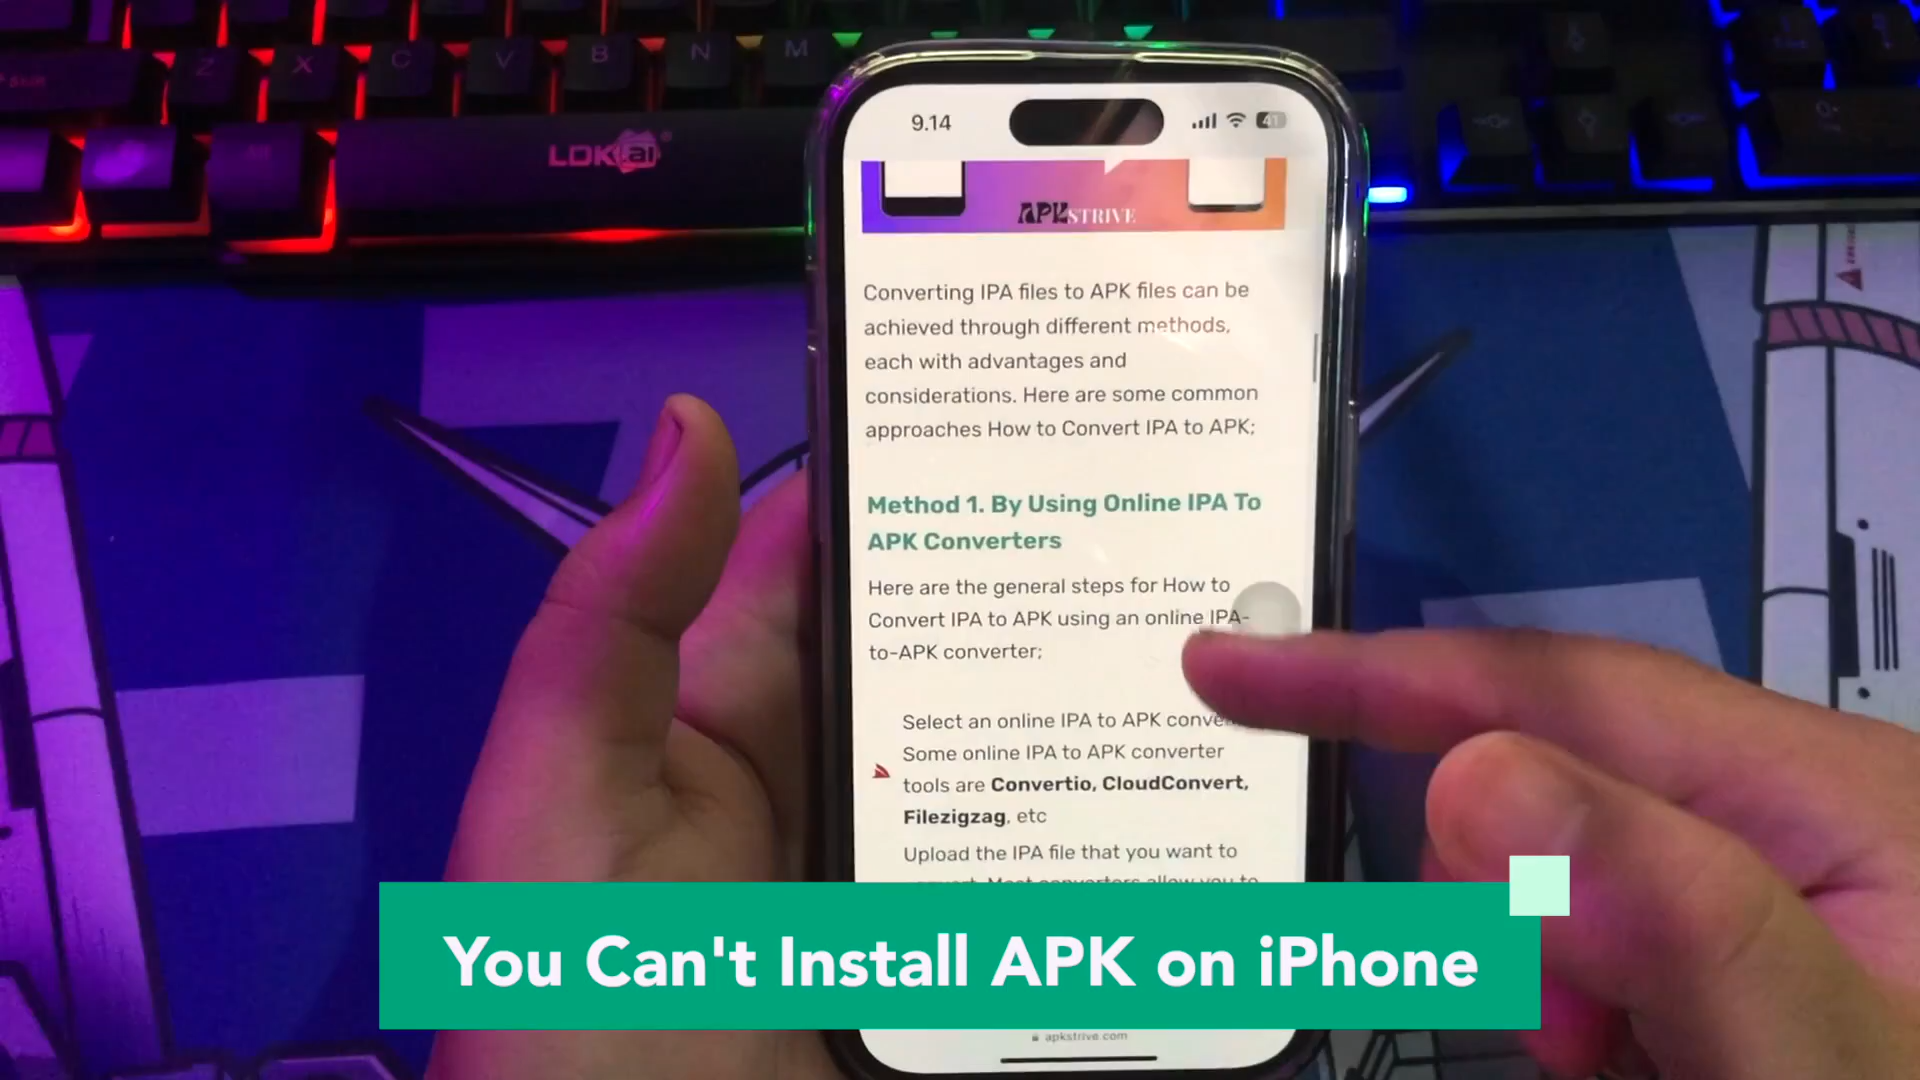 Z X C V B N M
LDKai
9.14
41
APKSTRIVE
Converting IPA files to APK files can be
achieved through different methods,
each with advantages and
considerations. Here are some common
approaches How to Convert IPA to APK;
Method 1. By Using Online IPA To
APK Converters
Here are the general steps for How to
Convert IPA to APK using an online IPA-
to-APK converter;
Select an online IPA to APK
Some online IPA to APK converter
tools are Convertio, CloudConvert,
Filezigzag, etc
Upload the IPA file that you want to
You Can't Install APK on iPhone
apkstrive.com